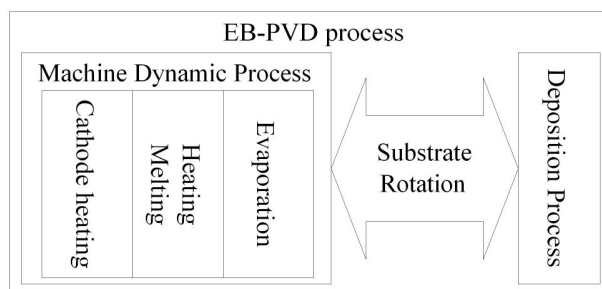 EB-PVD process
Machine Dynamic Process
Cathode heating
Heating
Melting
Evaporation
Substrate
Rotation
Deposition Process